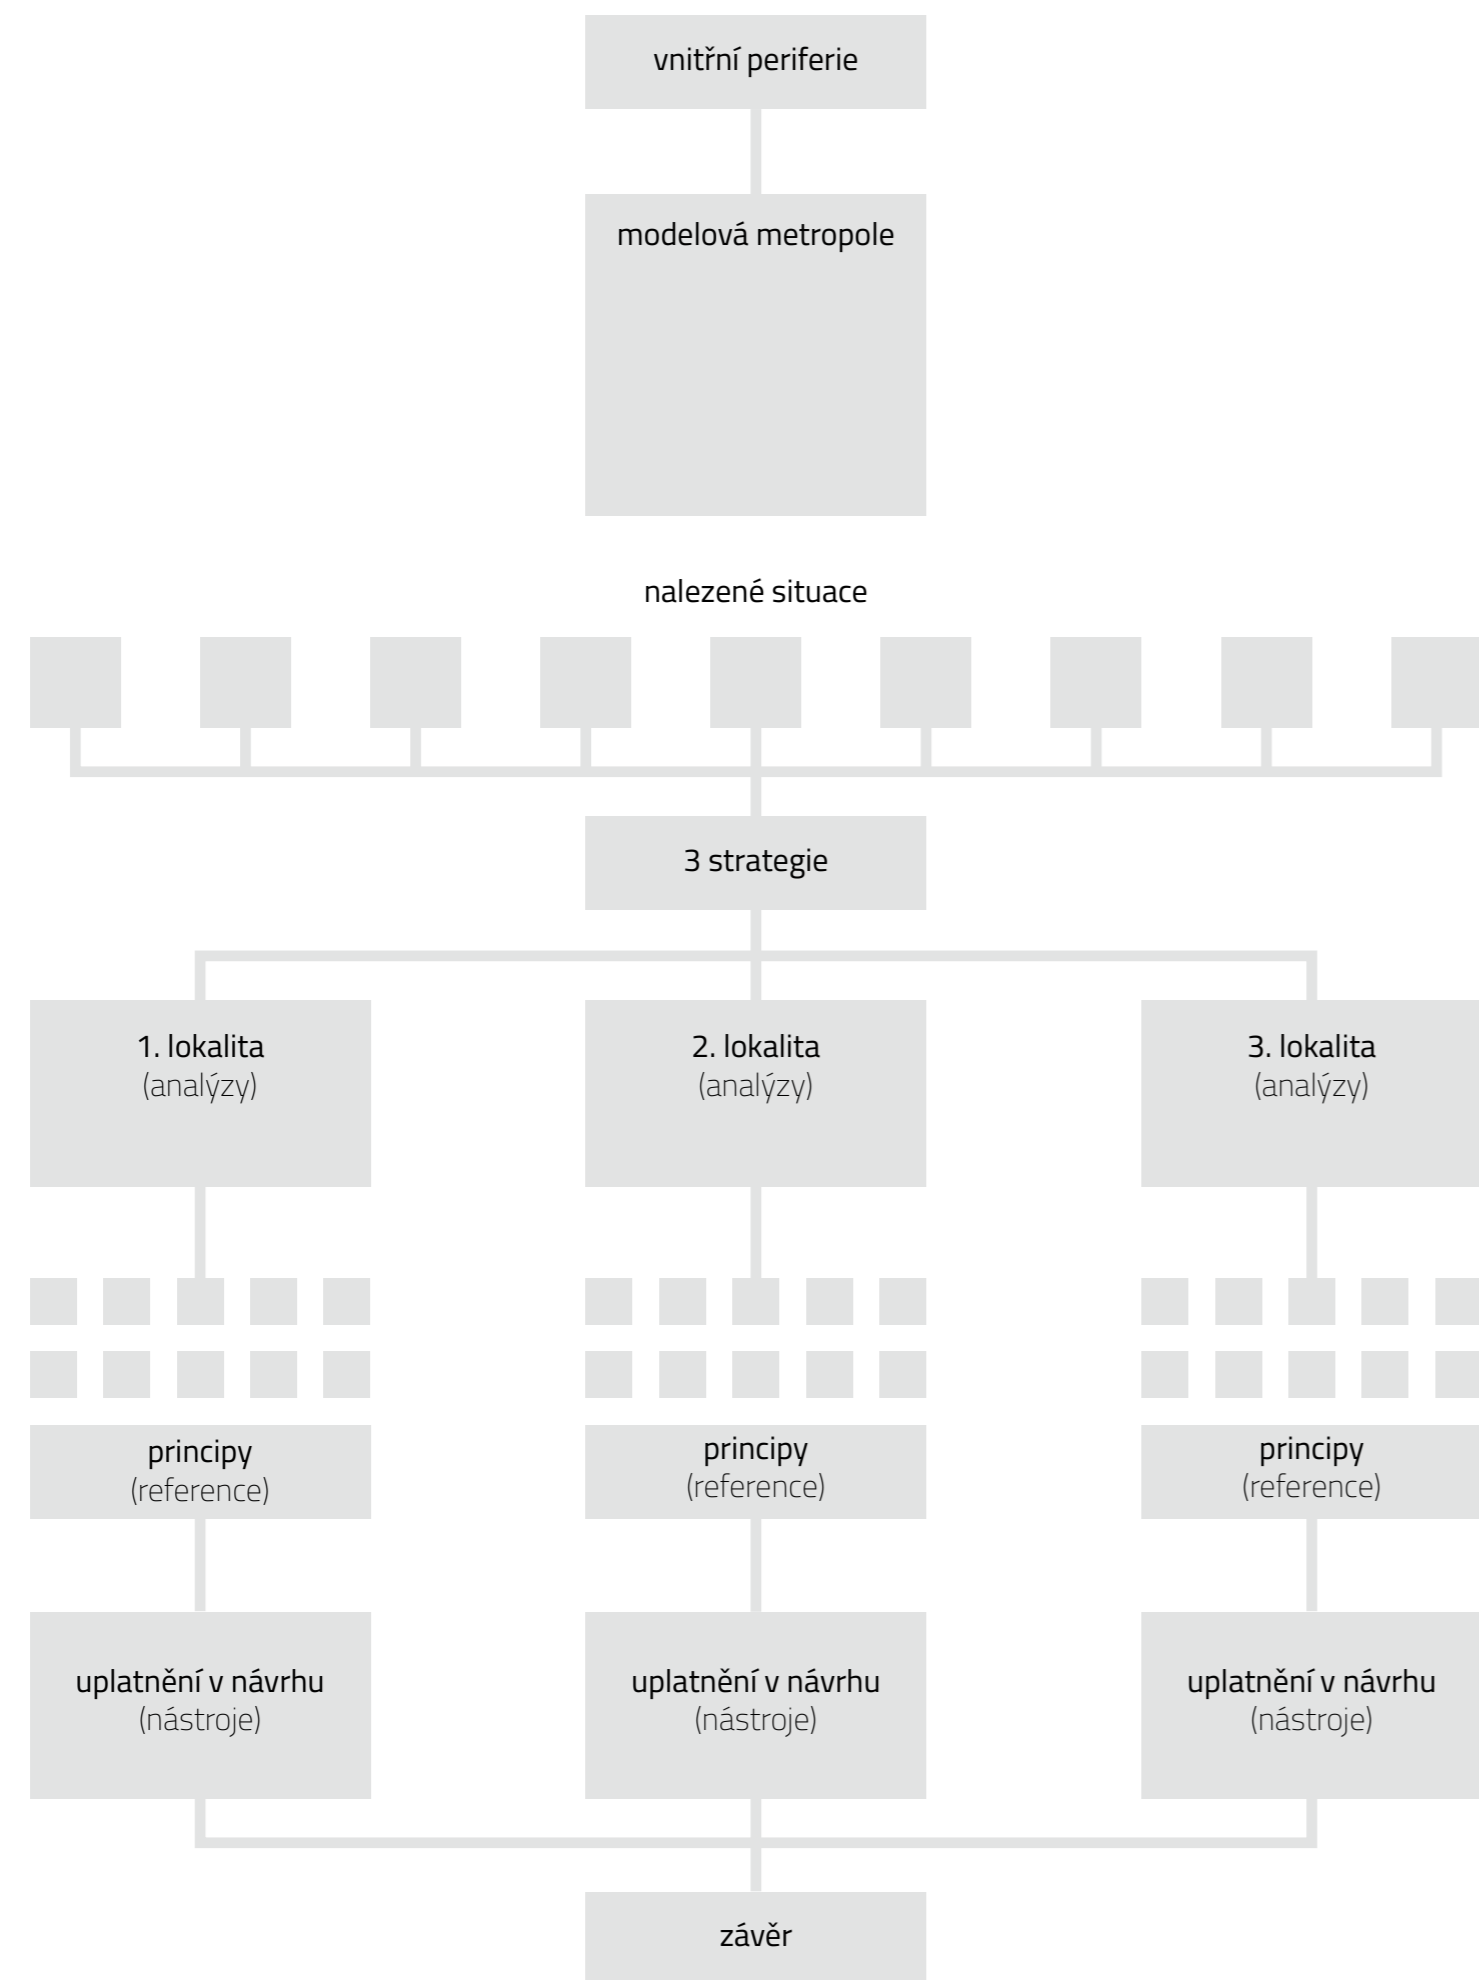 vnitřní periferie
modelová metropole
nalezené situace
3 strategie
1. lokalita
(analýzy)
2. lokalita
(analýzy)
3. lokalita
(analýzy)
principy
(reference)
principy
(reference)
principy
(reference)
uplatnění v návrhu
(nástroje)
uplatnění v návrhu
(nástroje)
uplatnění v návrhu
(nástroje)
závěr